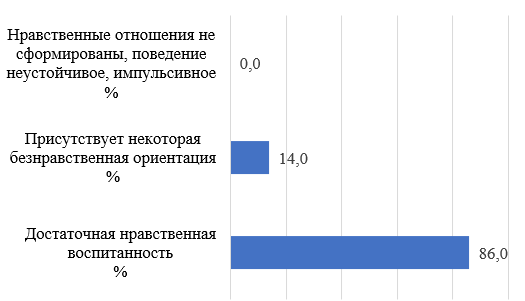 Нравственные отношения не
сформированы, поведение
неустойчивое, импульсивное
%
0,0
Присутствует некоторая
безнравственная ориентация
%
14,0
Достаточная нравственная
воспитанность
%
86,0